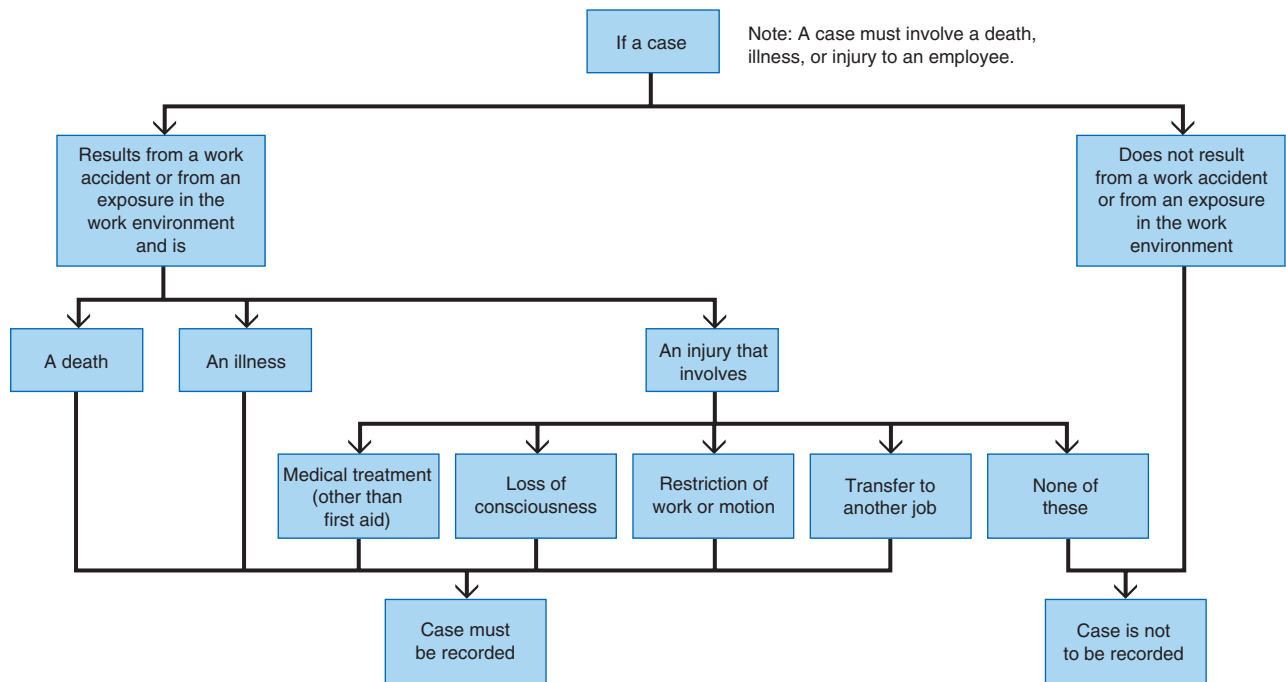 If a case
Note: A case must involve a death,
illness, or injury to an employee.
Results from a work
accident or from an
exposure in the
work environment
and is
Does not result
from a work accident
or from an exposure
in the work
environment
A death
An illness
An injury that
involves
Medical treatment
(other than
first aid)
Loss of
consciousness
Restriction of
work or motion
Transfer to
another job
None of
these
Case must
be recorded
Case is not
to be recorded